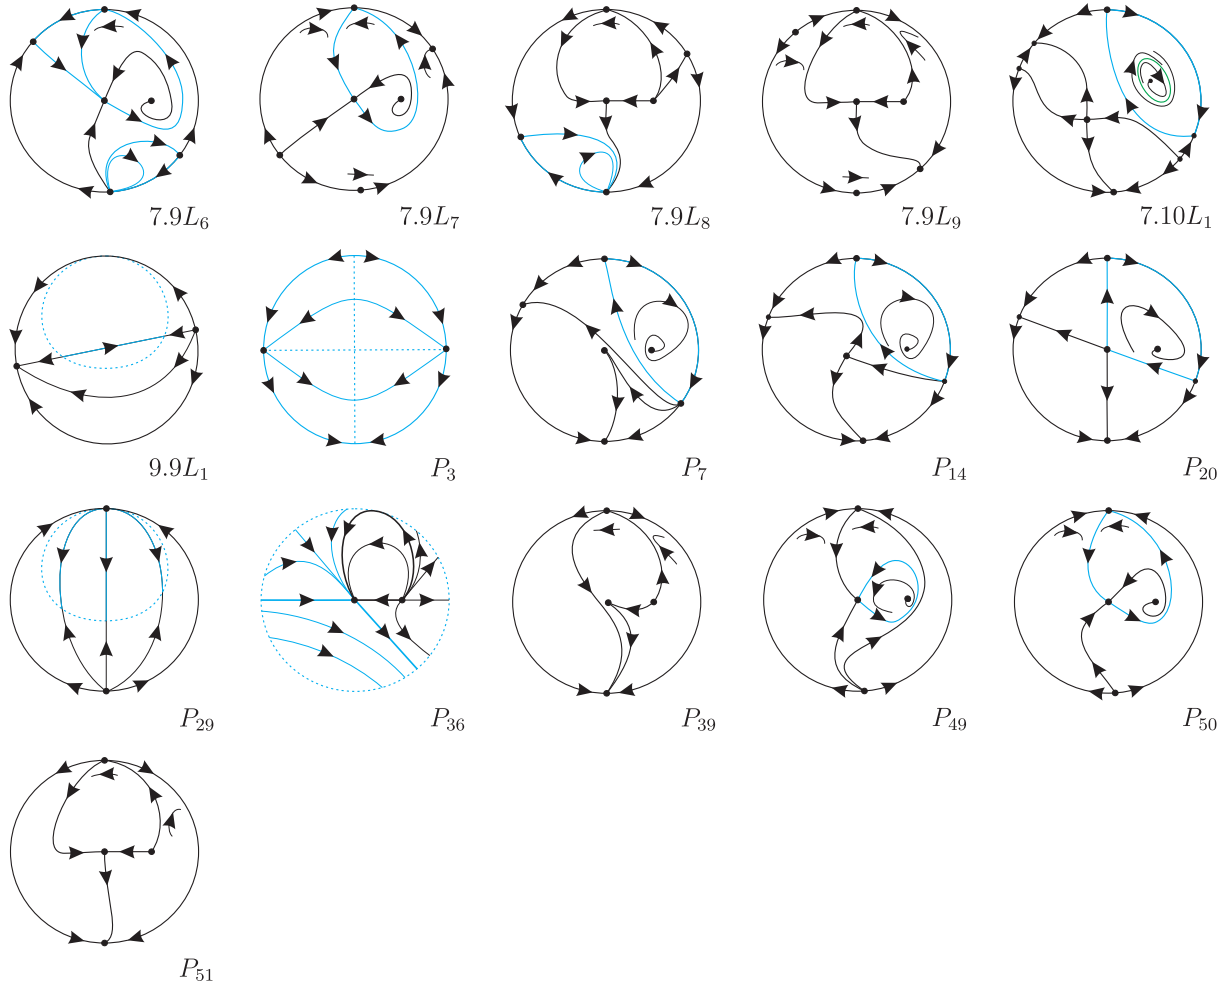 7.9L₆ 7.9L₇ 7.9L₈ 7.9L₉ 7.10L₁
9.9L₁ P₃ P₇ P₁₄ P₂₀
P₂₉ P₃₆ P₃₉ P₄₉ P₅₀
P₅₁